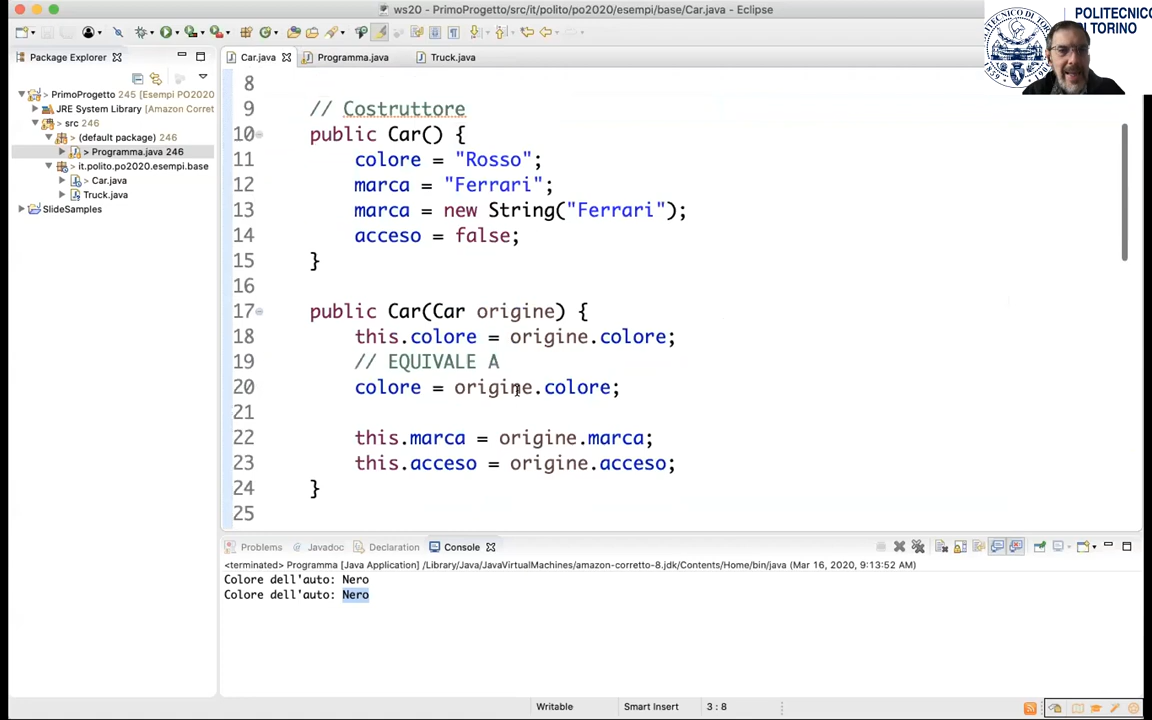 ws20 - PrimoProgetto/src/it/polito/po2020/esempi/base/Car.java - Eclipse
POLITECNICO
DI TORINO
1859
Package Explorer
Car.java
Programma.java
Truck.java
> PrimoProgetto 245 [Esempi PO2020
JRE System Library [Amazon Corret
> src 246
> (default package) 246
> Programma.java 246
> it.polito.po2020.esempi.base
> Car.java
> Truck.java
SlideSamples
8
9 // Costruttore
10 public Car() {
11 colore = "Rosso";
12 marca = "Ferrari";
13 marca = new String("Ferrari");
14 acceso = false;
15 }
16
17 public Car(Car origine) {
18 this.colore = origine.colore;
19 // EQUIVALE A
20 colore = origine.colore;
21
22 this.marca = origine.marca;
23 this.acceso = origine.acceso;
24 }
25
Problems @ Javadoc Declaration Console
<terminated> Programma [Java Application] /Library/Java/JavaVirtualMachines/amazon-corretto-8.jdk/Contents/Home/bin/java (Mar 16, 2020, 9:13:52 AM)
Colore dell'auto: Nero
Colore dell'auto: Nero
Writable
Smart Insert
3 : 8